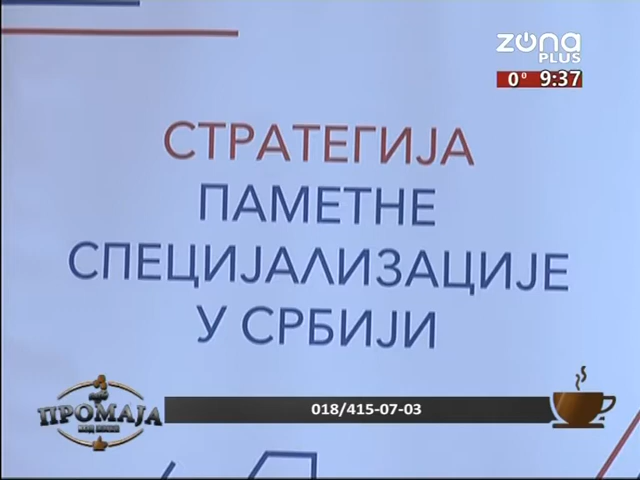 zona
PLUS
0° 9:37
СТРАТЕГИЈА
ПАМЕТНЕ
СПЕЦИЈАЛИЗАЦИЈЕ
У СРБИЈИ
ПРОМАЈА
018/415-07-03